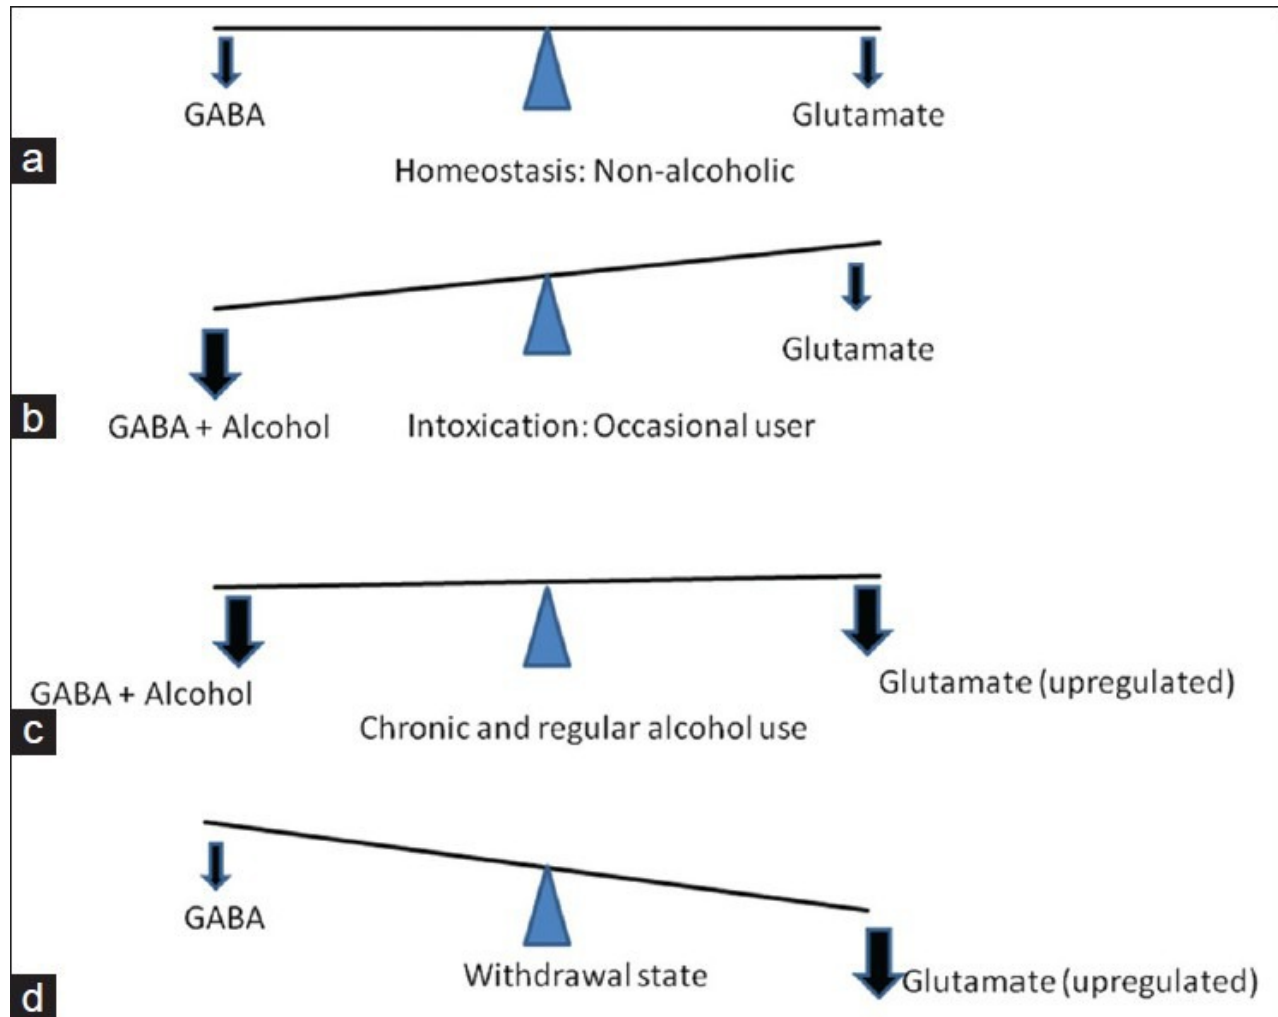 GABA
Glutamate
a
Homeostasis: Non-alcoholic
Glutamate
b
GABA + Alcohol
Intoxication: Occasional user
GABA + Alcohol
Glutamate (upregulated)
c
Chronic and regular alcohol use
GABA
Withdrawal state
Glutamate (upregulated)
d